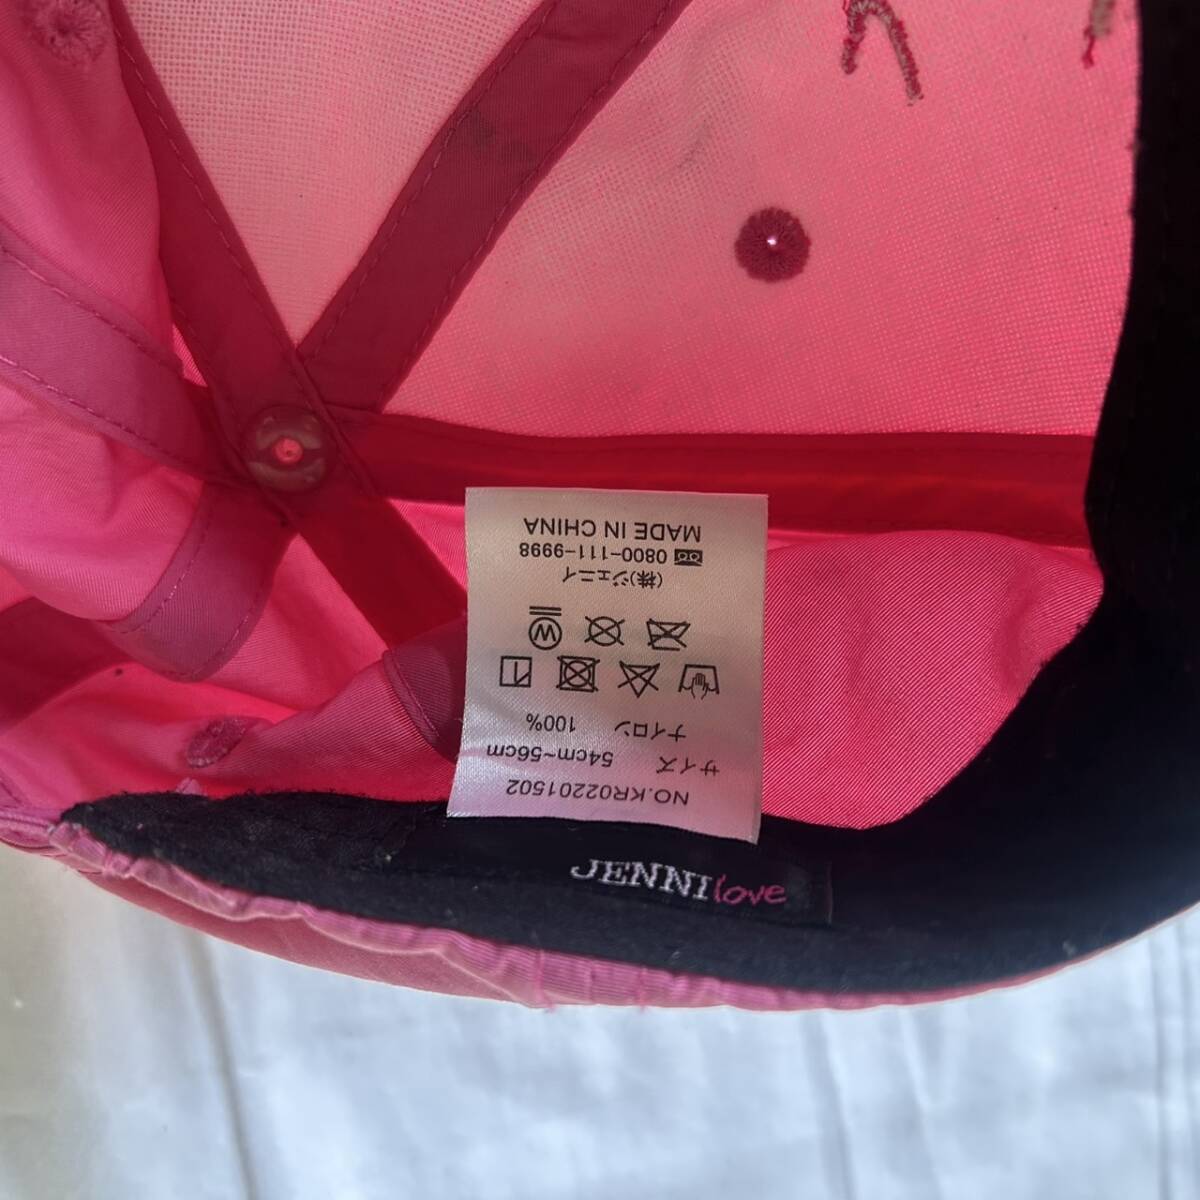 NO.KR02201502
サイズ
54cm~56cm
ナイロン 100%
(株)ジェニイ
0800-111-9998
MADE IN CHINA
JENNI love